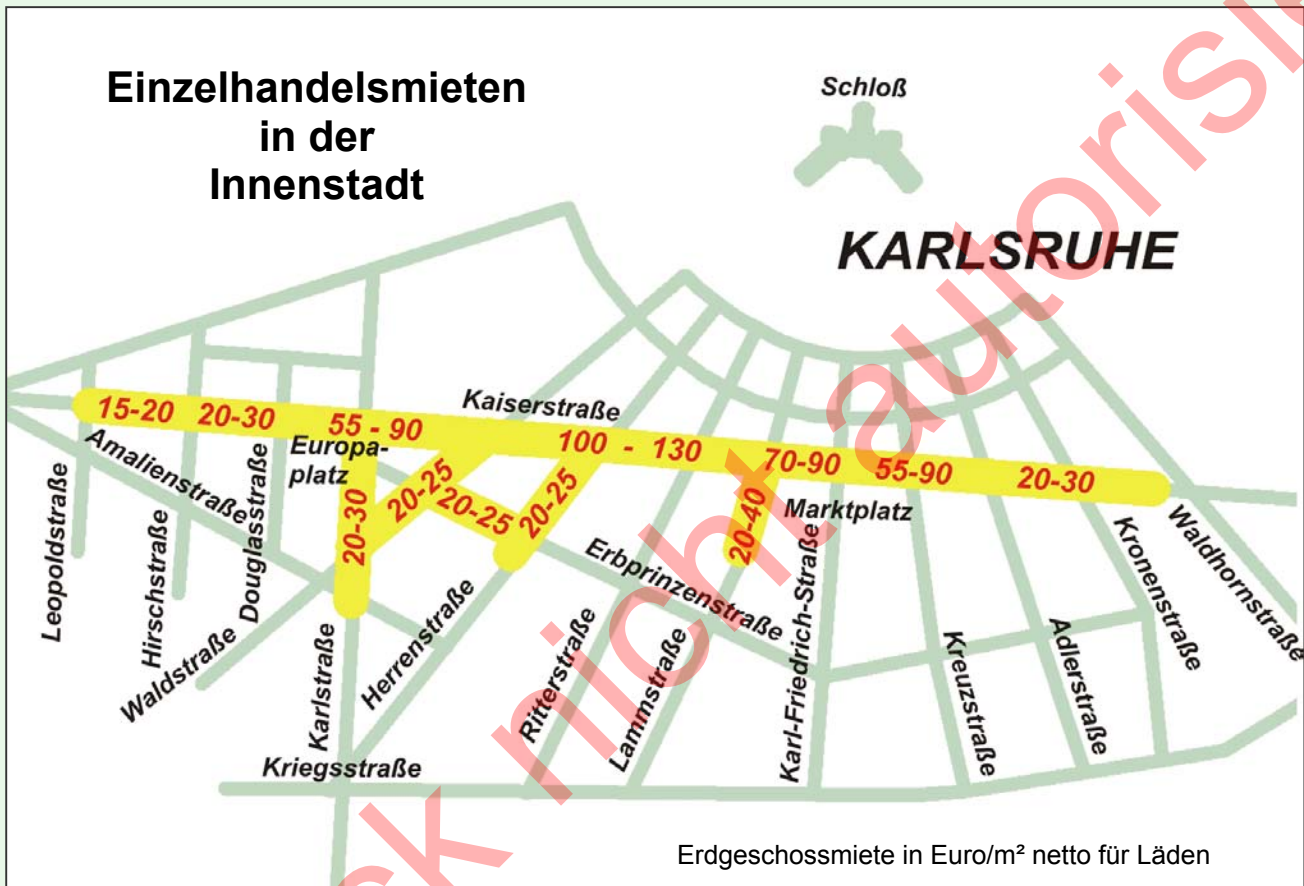 Einzelhandelsmieten
in der
Innenstadt
Schloß
KARLSRUHE
Kaiserstraße
15-20
20-30
55 - 90
100 - 130
70-90
55-90
20-30
Europa-
platz
Marktplatz
20-30
20-25
20-25
20-25
20-40
Amalienstraße
Leopoldstraße
Hirschstraße
Douglasstraße
Waldstraße
Karlstraße
Herrenstraße
Erbprinzenstraße
Ritterstraße
Lammstraße
Karl-Friedrich-Straße
Kreuzstraße
Adlerstraße
Kronenstraße
Waldhornstraße
Kriegsstraße
Erdgeschossmiete in Euro/m² netto für Läden
nicht